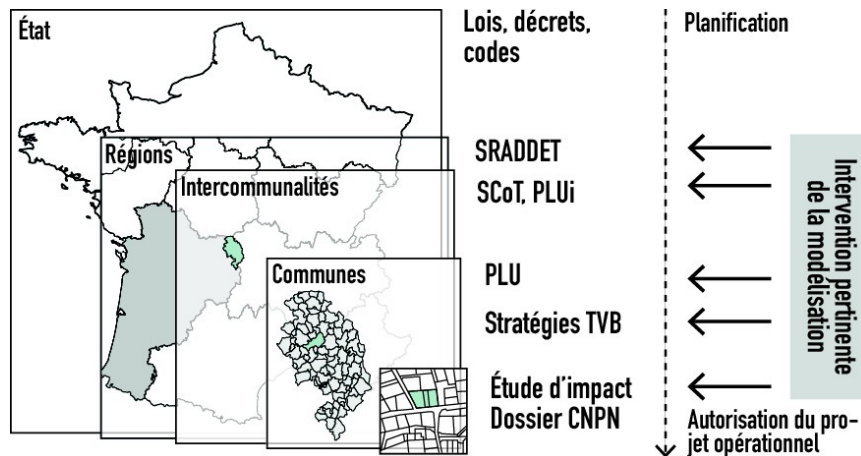 État
Lois, décrets,
codes
Planification
Régions
SRADDET
Intercommunalités
SCoT, PLUi
Communes
PLU
Stratégies TVB
Étude d'impact
Dossier CNPN
Autorisation du pro-
jet opérationnel
Intervention pertinente
de la modélisation